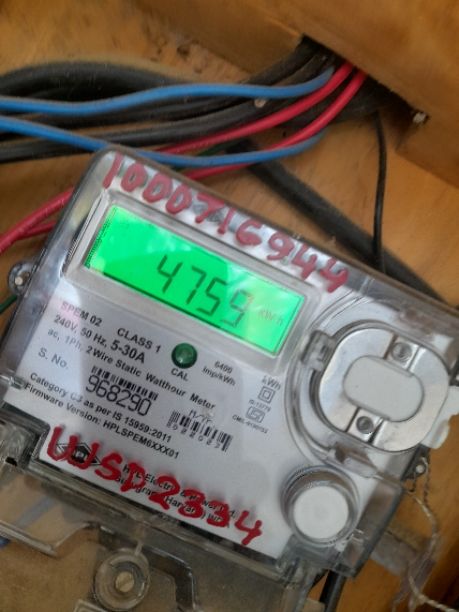 1000716944
4759 kWh
SPEM 02 CLASS 1
240V, 50 Hz, 5-30A
CAL
6400
imp/kWh
kWh
ac, 1Ph, 2Wire Static Watthour Meter
S. No.
968290
Category C3 as per IS 15959:2011
Firmware Version: HPLSPEM6XXX01
WSD2334